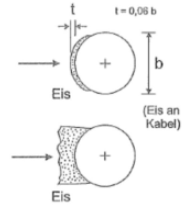 t t = 0,06 b
b
Eis
(Eis an
Kabel)
Eis